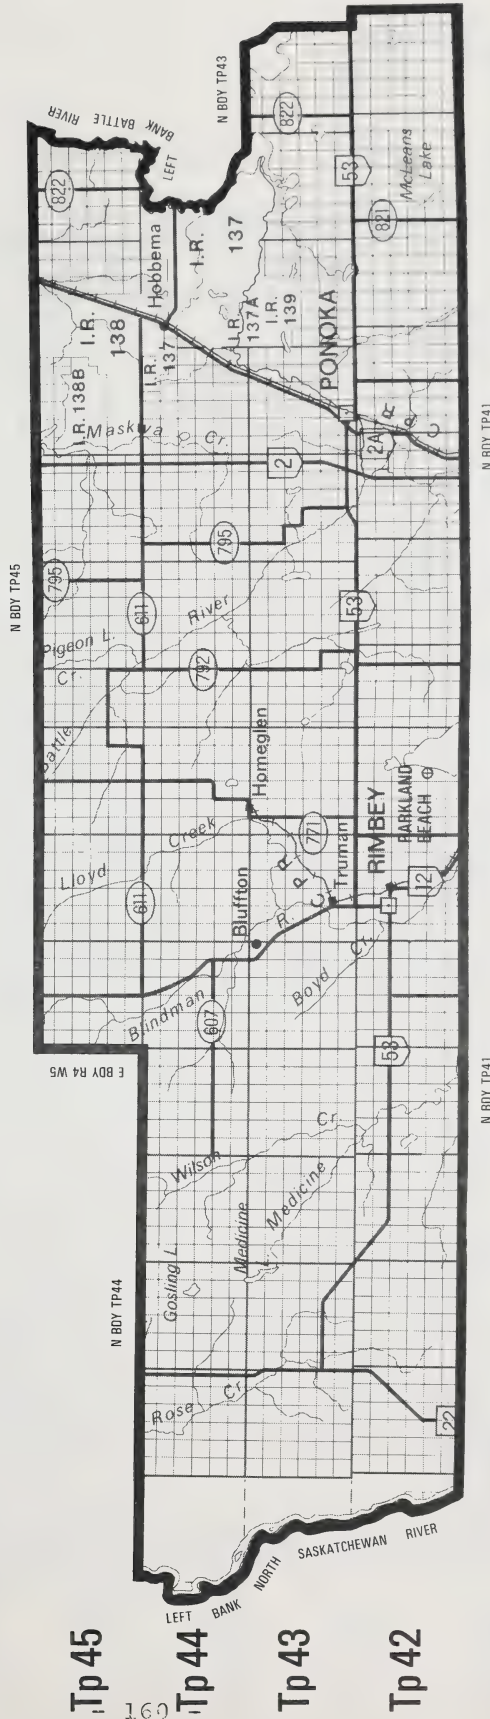 N BDY TP45
N BDY TP44
E BDY R4 W5
N BDY TP43
LEFT BANK BATTLE RIVER
N BDY TP41
N BDY TP41
LEFT BANK NORTH SASKATCHEWAN RIVER
Tp 45
Tp 44
Tp 43
Tp 42
- 160 -
Rose Cr.
Gosling L.
Medicine
Medicine
Wilson Cr.
22
53
607
Blindman R.
Boyd Cr.
Bluffton
Lloyd Creek
611
C P R
Truman
771
Homeglen
RIMBEY
PARKLAND BEACH
12
Battle River
Pigeon L. Cr.
792
53
611
795
795
2
Maskwa Cr.
I.R. 138B
I.R. 138
I.R. 137
Hobbema
822
I.R. 137
I.R. 137A
I.R. 139
PONOKA
2A
C P R
53
822
821
McLeans Lake